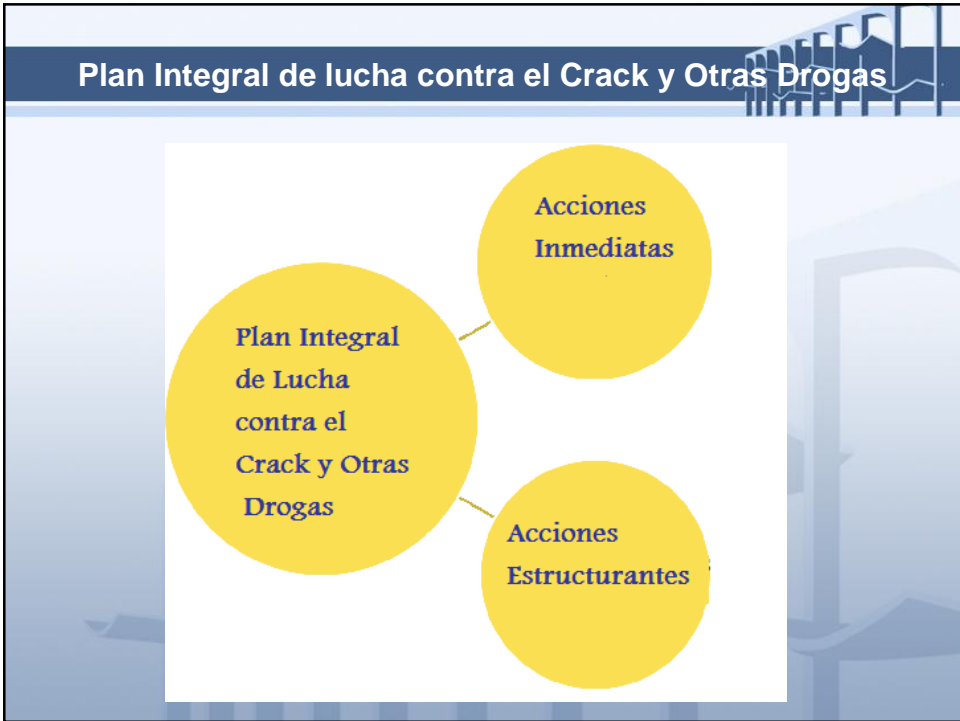 Plan Integral de lucha contra el Crack y Otras Drogas
Acciones
Inmediatas
Plan Integral
de Lucha
contra el
Crack y Otras
Drogas
Acciones
Estructurantes